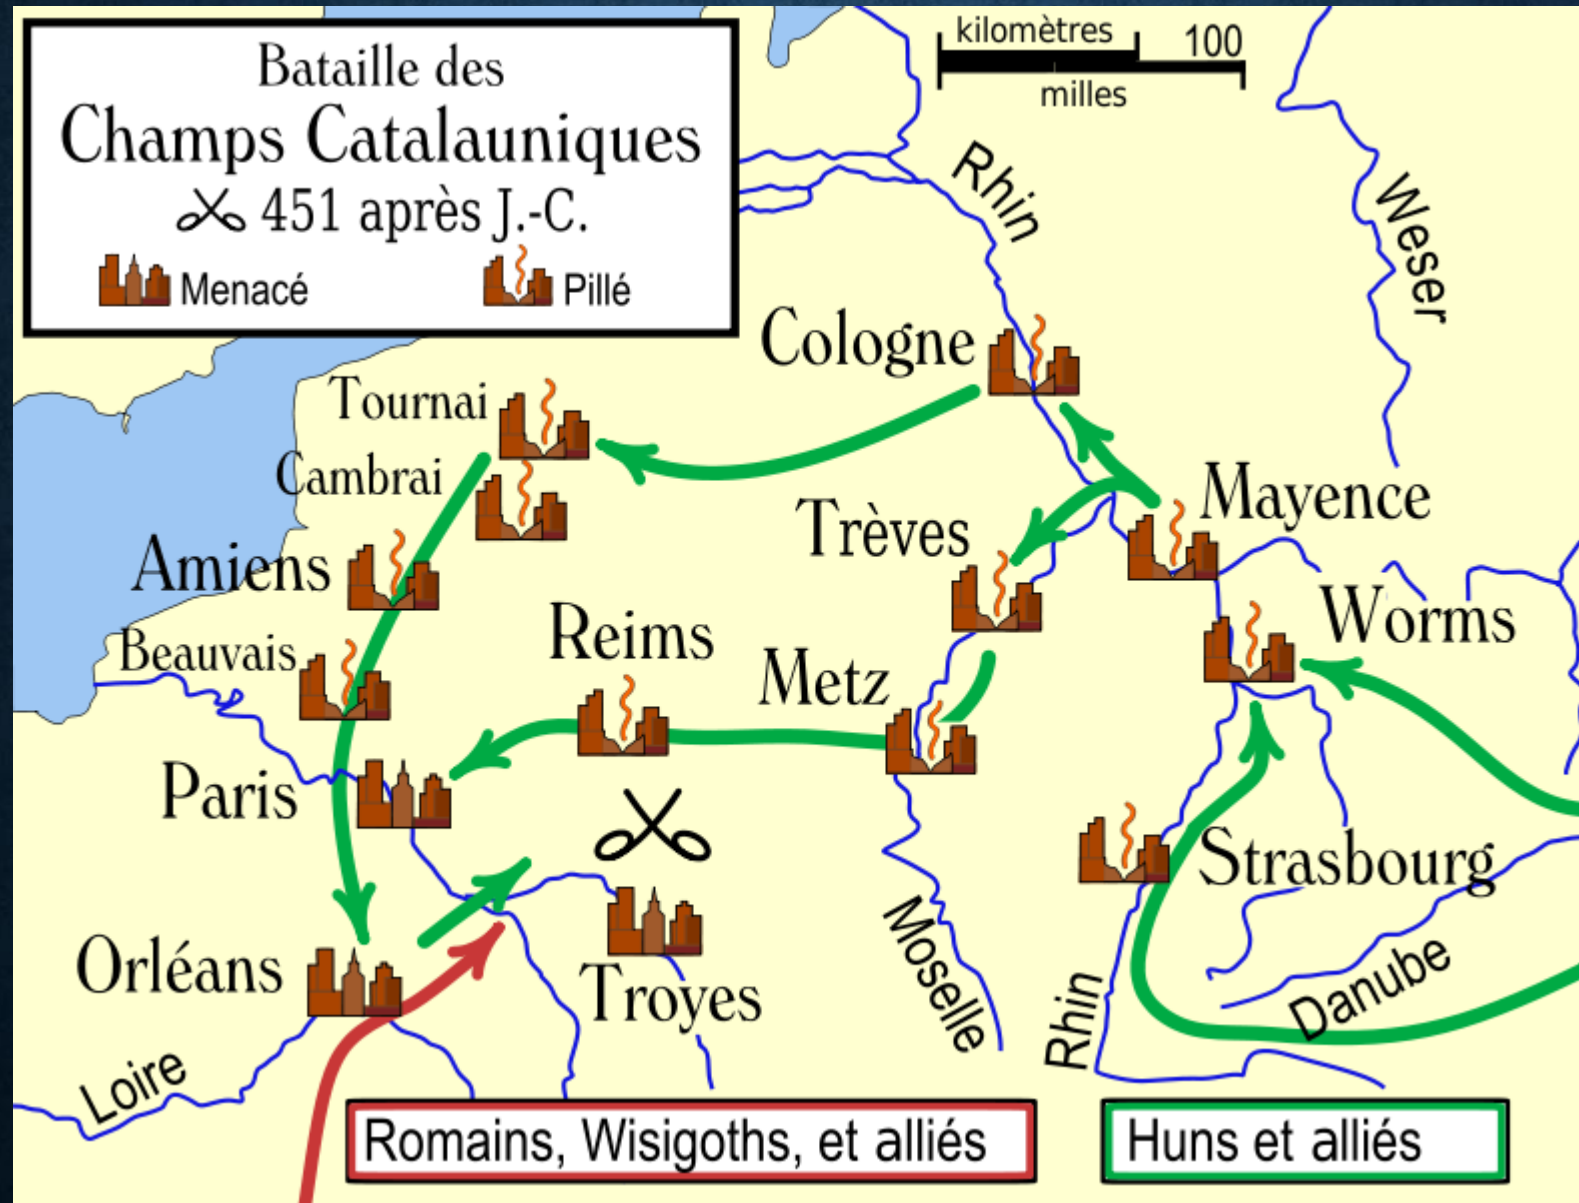 Bataille des
Champs Catalauniques
451 après J.-C.
Menacé
Pillé
kilomètres
100
milles
Rhin
Weser
Cologne
Tournai
Cambrai
Mayence
Trèves
Amiens
Worms
Reims
Beauvais
Metz
Paris
Strasbourg
Orléans
Troyes
Moselle
Danube
Rhin
Loire
Romains, Wisigoths, et alliés
Huns et alliés